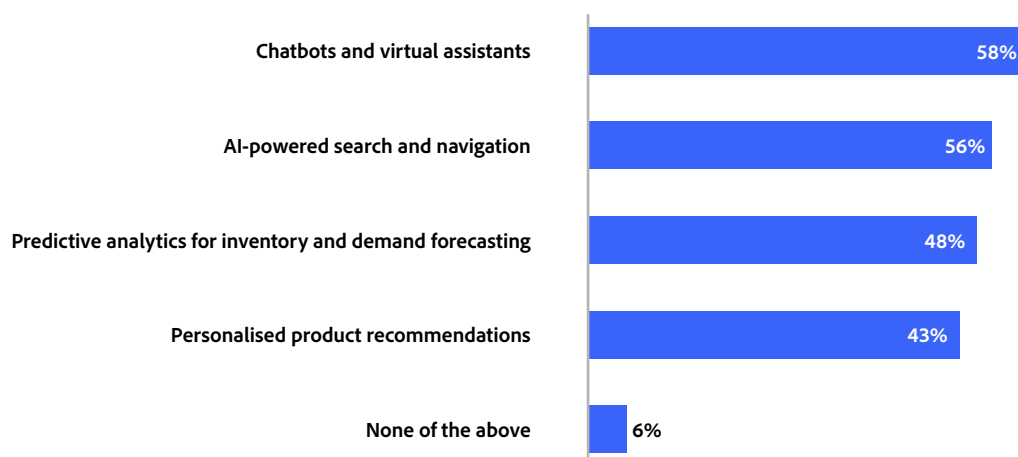 Chatbots and virtual assistants 58%
AI-powered search and navigation 56%
Predictive analytics for inventory and demand forecasting 48%
Personalised product recommendations 43%
None of the above 6%